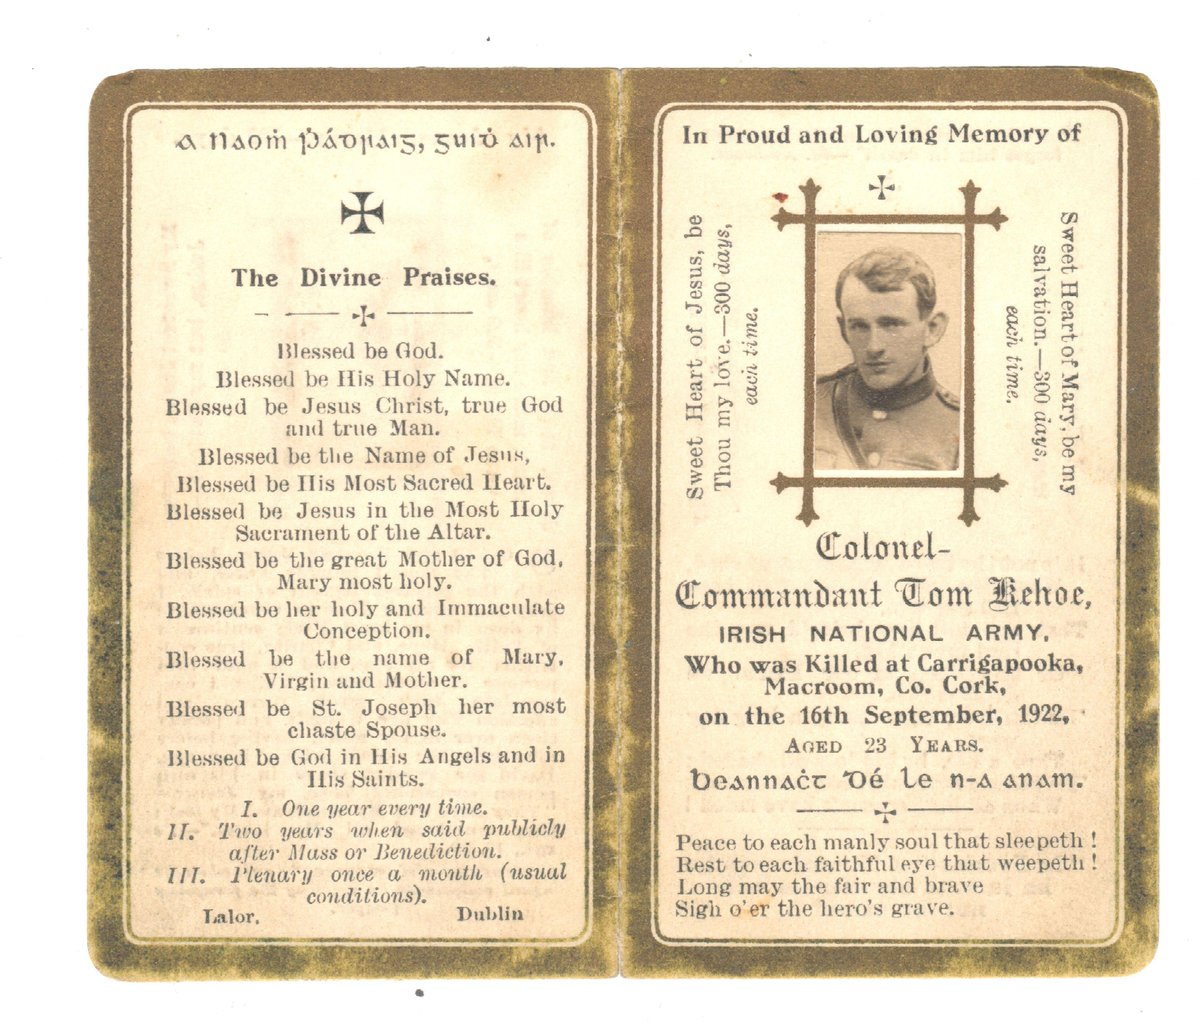 A Naoṁ Ṗádraig, guiḋ air.
The Divine Praises.
Blessed be God.
Blessed be His Holy Name.
Blessed be Jesus Christ, true God
and true Man.
Blessed be the Name of Jesus,
Blessed be His Most Sacred Heart.
Blessed be Jesus in the Most Holy
Sacrament of the Altar.
Blessed be the great Mother of God,
Mary most holy.
Blessed be her holy and Immaculate
Conception.
Blessed be the name of Mary,
Virgin and Mother.
Blessed be St. Joseph her most
chaste Spouse.
Blessed be God in His Angels and in
His Saints.
I. One year every time.
II. Two years when said publicly
after Mass or Benediction.
III. Plenary once a month (usual
conditions).
Lalor, Dublin
In Proud and Loving Memory of
Sweet Heart of Jesus, be
Thou my love.—300 days,
each time.
Sweet Heart of Mary, be my
salvation.—300 days,
each time.
Colonel-
Commandant Tom Kehoe,
IRISH NATIONAL ARMY,
Who was Killed at Carrigapooka,
Macroom, Co. Cork,
on the 16th September, 1922,
AGED 23 YEARS.
Beannaċt Dé le n-a anam.
Peace to each manly soul that sleepeth !
Rest to each faithful eye that weepeth !
Long may the fair and brave
Sigh o'er the hero's grave.